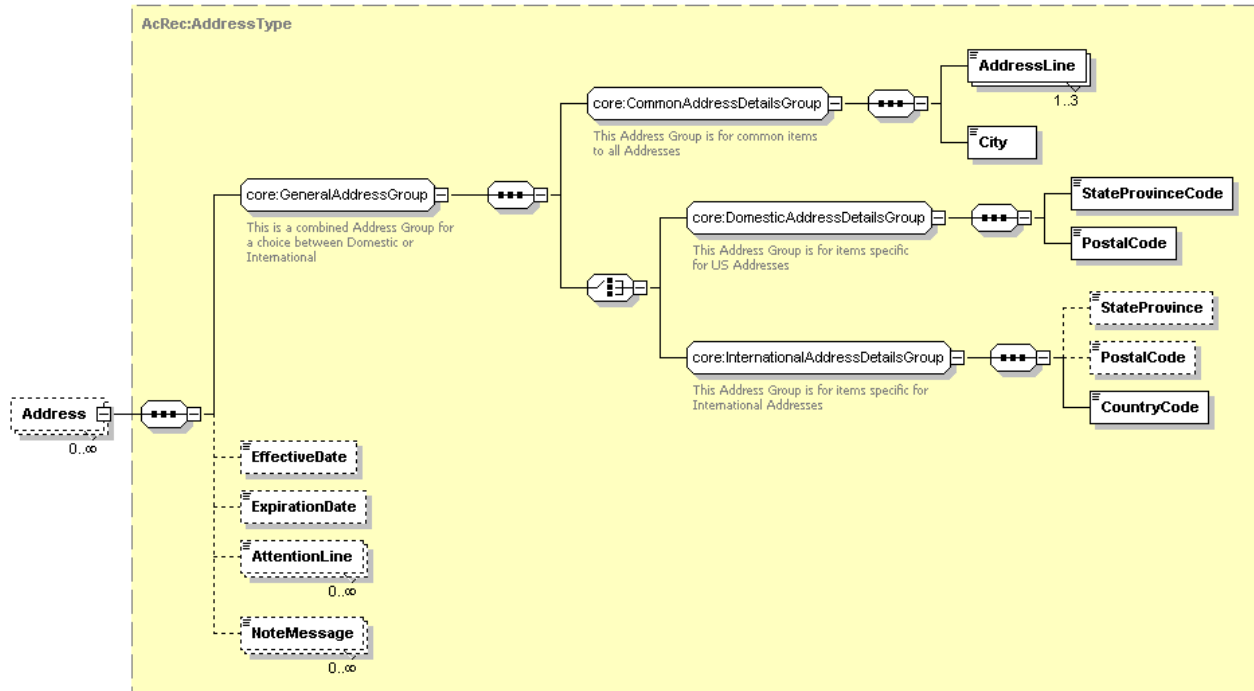 AcRec:AddressType
AddressLine
1..3
core:CommonAddressDetailsGroup
This Address Group is for common items
to all Addresses
City
core:GeneralAddressGroup
This is a combined Address Group for
a choice between Domestic or
International
StateProvinceCode
core:DomesticAddressDetailsGroup
This Address Group is for items specific
for US Addresses
PostalCode
StateProvince
core:InternationalAddressDetailsGroup
This Address Group is for items specific for
International Addresses
PostalCode
CountryCode
Address
0..∞
EffectiveDate
ExpirationDate
AttentionLine
0..∞
NoteMessage
0..∞